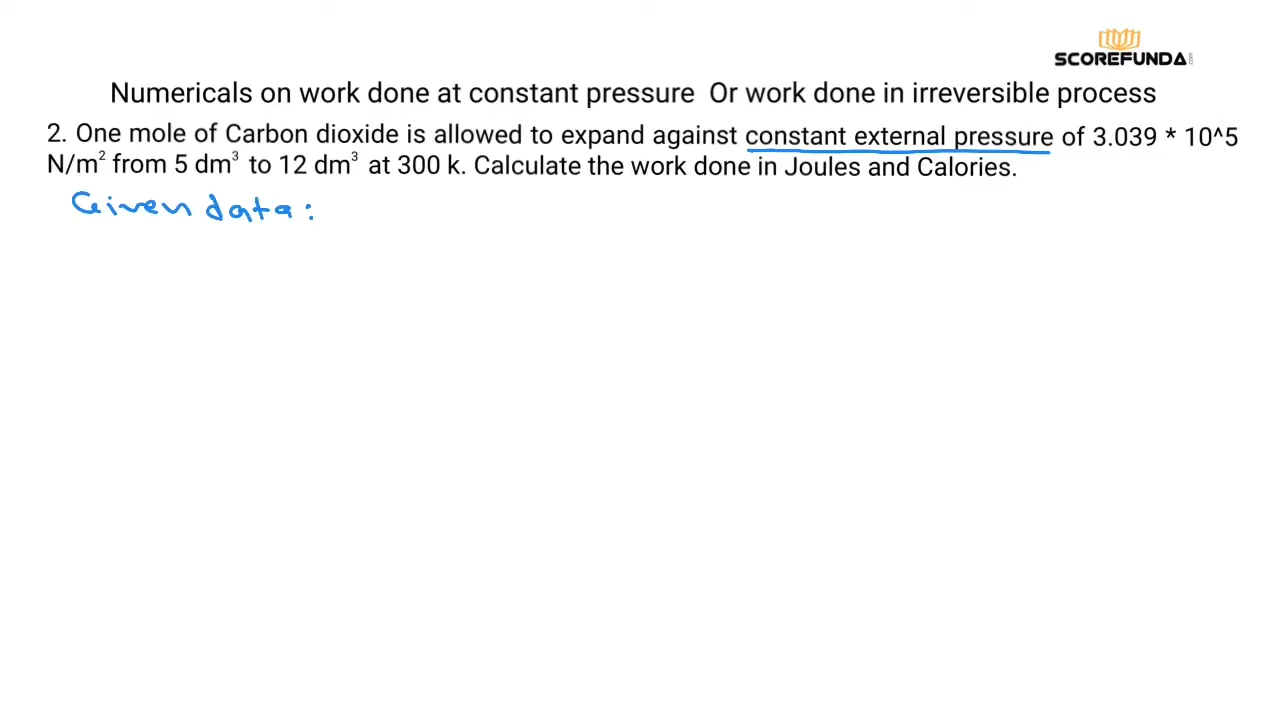 SCOREFUNDA.com
Numericals on work done at constant pressure Or work done in irreversible process
2. One mole of Carbon dioxide is allowed to expand against constant external pressure of 3.039 * 10^5
N/m² from 5 dm³ to 12 dm³ at 300 k. Calculate the work done in Joules and Calories.
Given data: